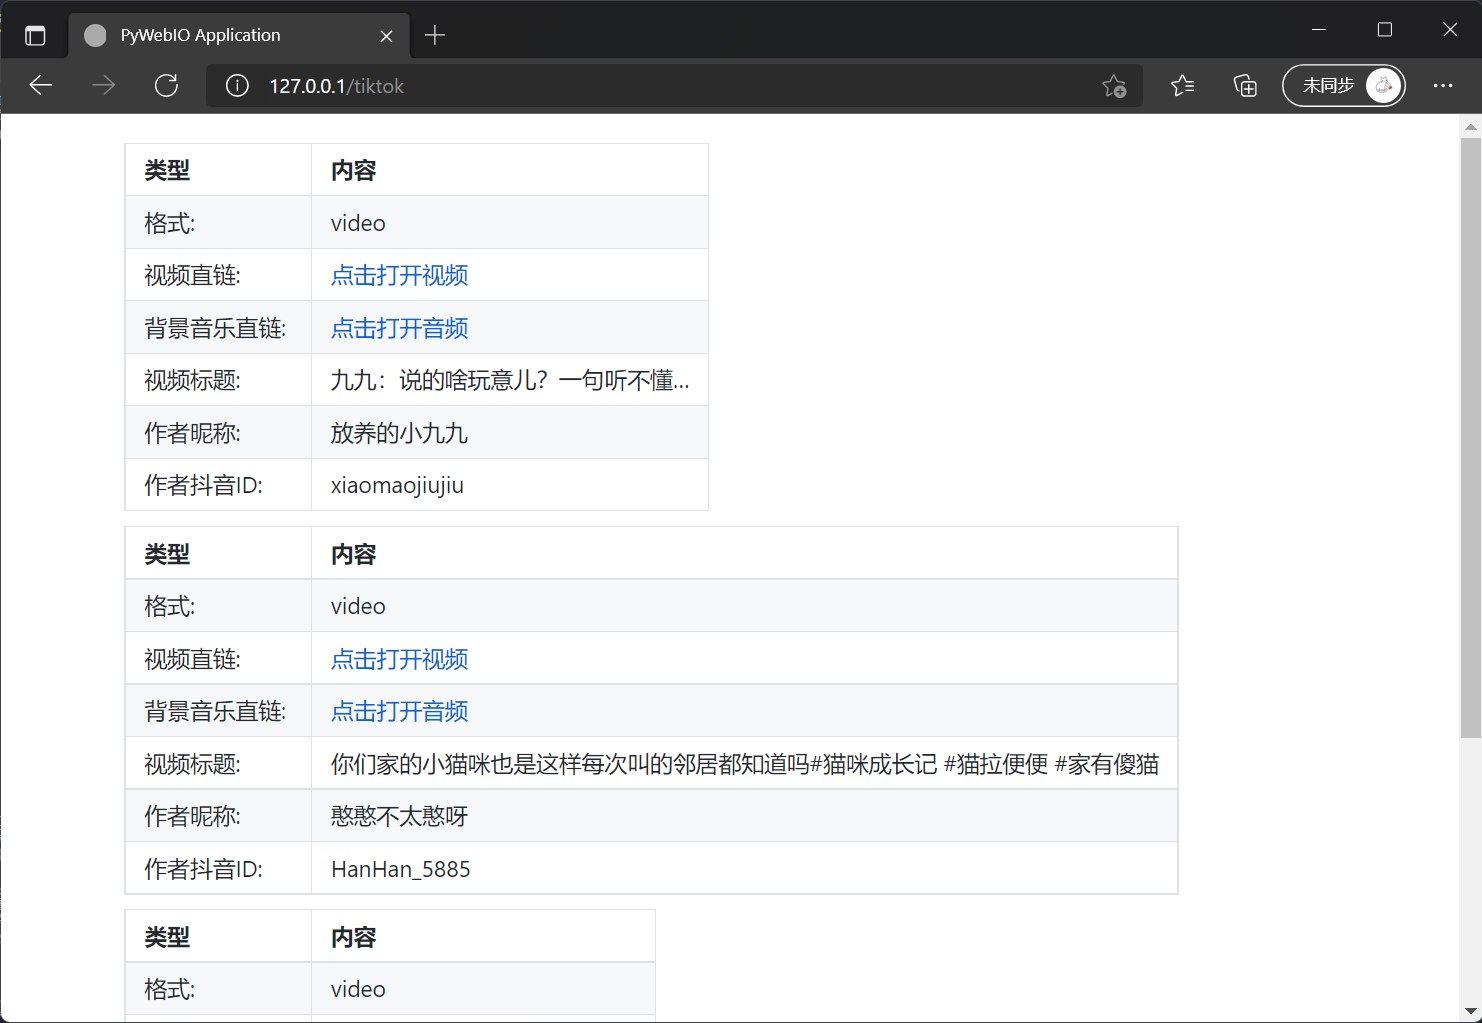 PyWebIO Application
127.0.0.1/tiktok
未同步
类型 内容
格式: video
视频直链: 点击打开视频
背景音乐直链: 点击打开音频
视频标题: 九九：说的啥玩意儿？一句听不懂...
作者昵称: 放养的小九九
作者抖音ID: xiaomaojiujiu
类型 内容
格式: video
视频直链: 点击打开视频
背景音乐直链: 点击打开音频
视频标题: 你们家的小猫咪也是这样每次叫的邻居都知道吗#猫咪成长记 #猫拉便便 #家有傻猫
作者昵称: 憨憨不太憨呀
作者抖音ID: HanHan_5885
类型 内容
格式: video